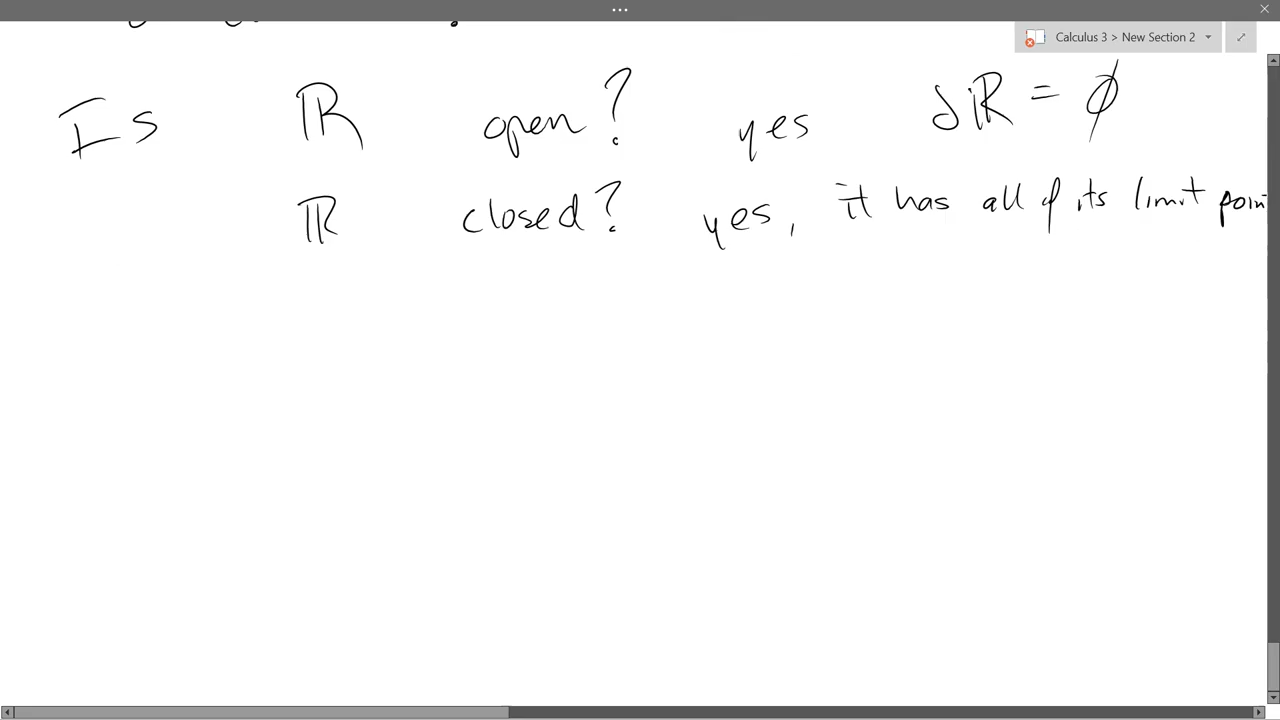 Calculus 3 > New Section 2
Is ℝ open? yes ∂ℝ = ∅
ℝ closed? yes, it has all of its limit poin